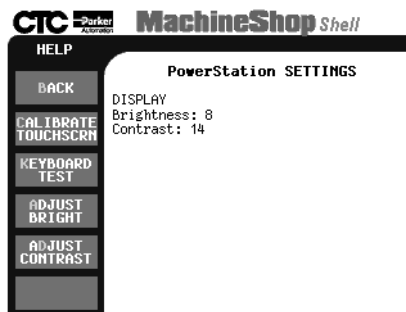 CTC Parker Automation MachineShop Shell
HELP
PowerStation SETTINGS
BACK
DISPLAY
Brightness: 8
Contrast: 14
CALIBRATE
TOUCHSCRN
KEYBOARD
TEST
ADJUST
BRIGHT
ADJUST
CONTRAST